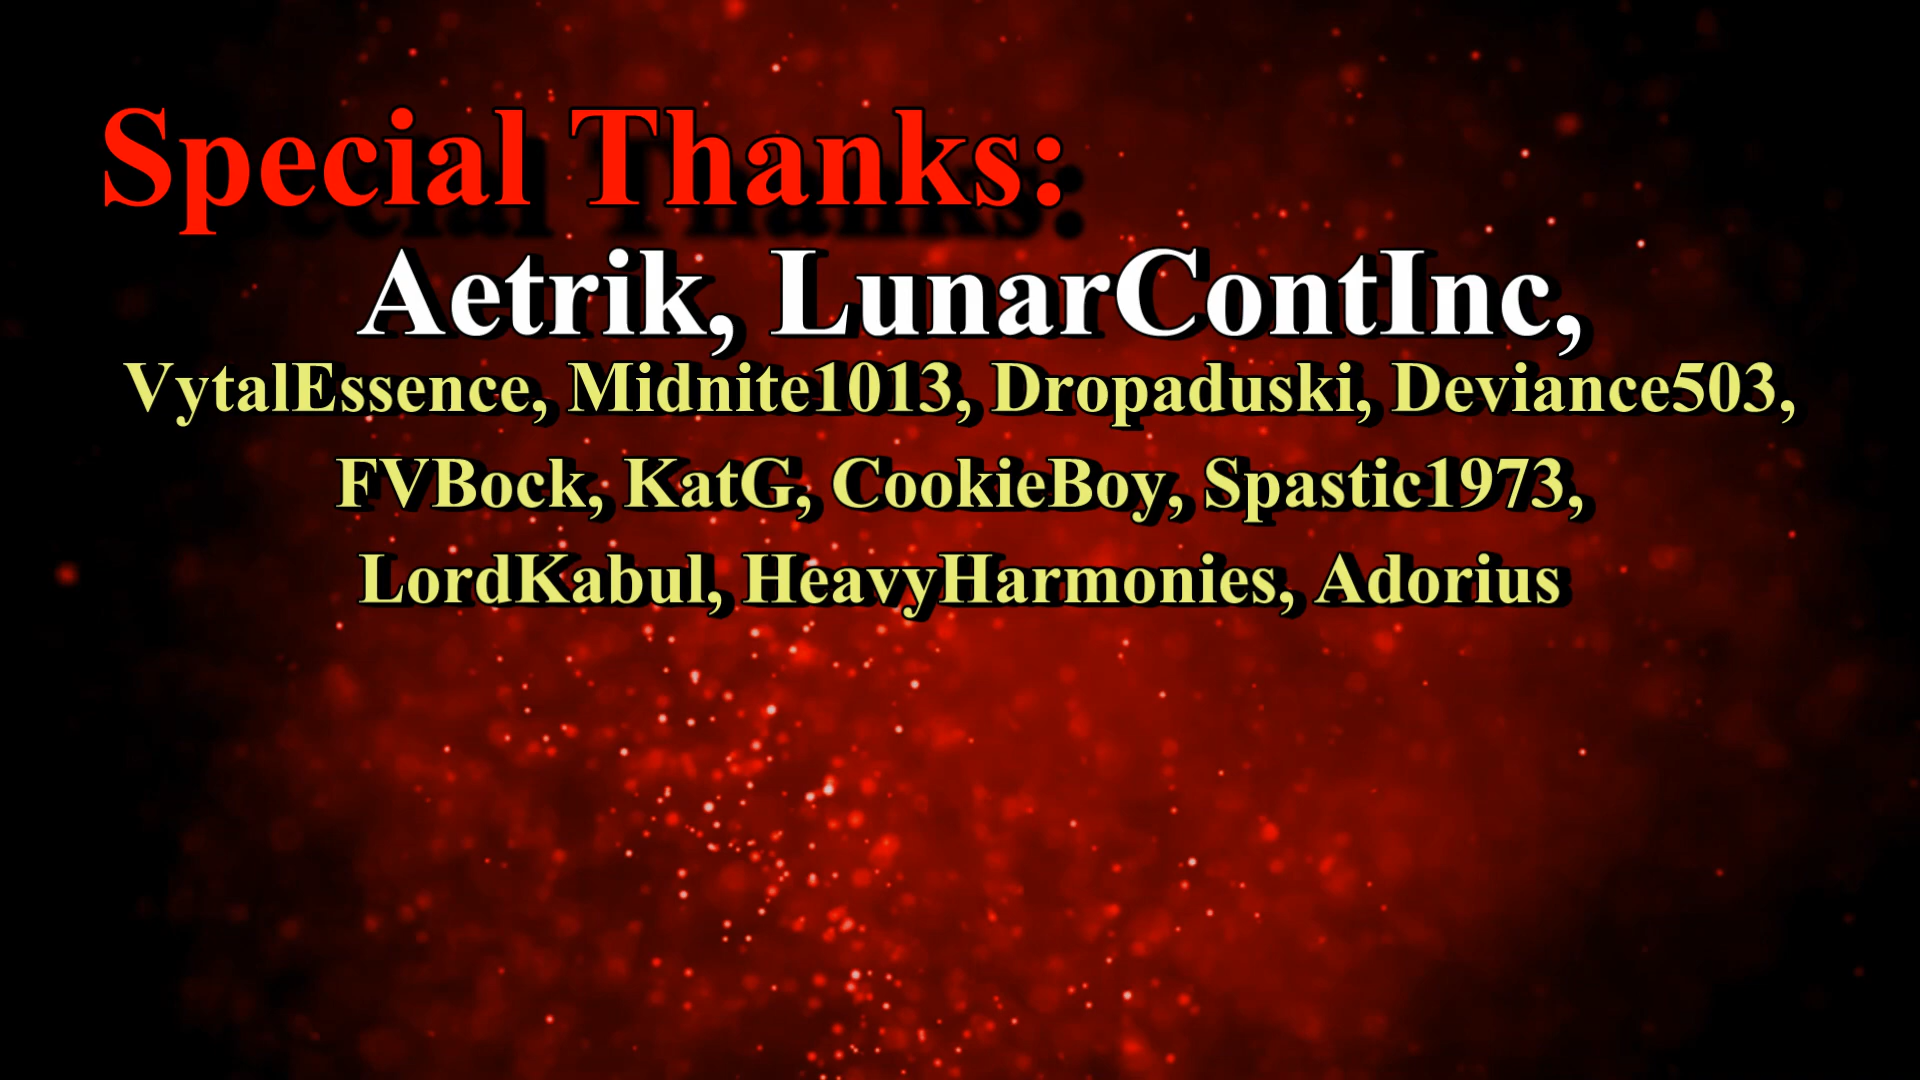 Special Thanks:
Aetrik, LunarContInc,
VytalEssence, Midnite1013, Dropaduski, Deviance503,
FVBock, KatG, CookieBoy, Spastic1973,
LordKabul, HeavyHarmonies, Adorius